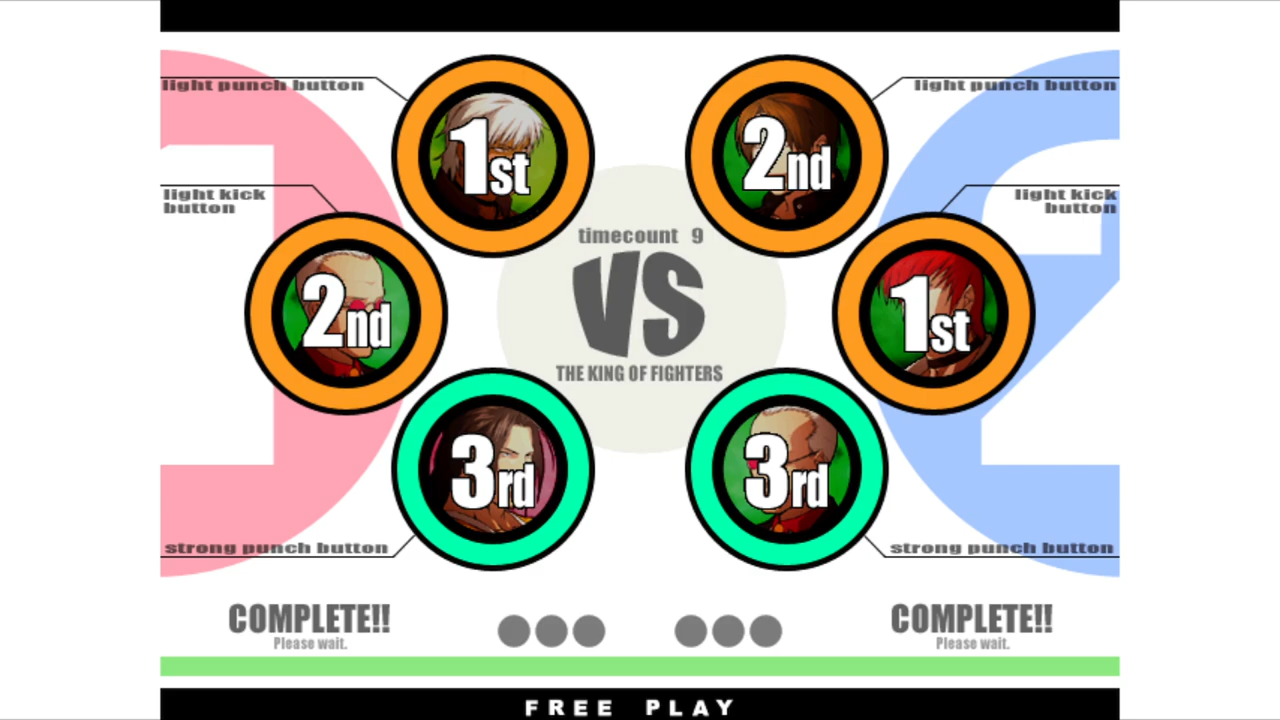 light punch button
light punch button
1st
2nd
light kick
button
light kick
button
1
2
timecount 9
VS
THE KING OF FIGHTERS
2nd
1st
3rd
3rd
strong punch button
strong punch button
COMPLETE!!
Please wait.
COMPLETE!!
Please wait.
FREE PLAY